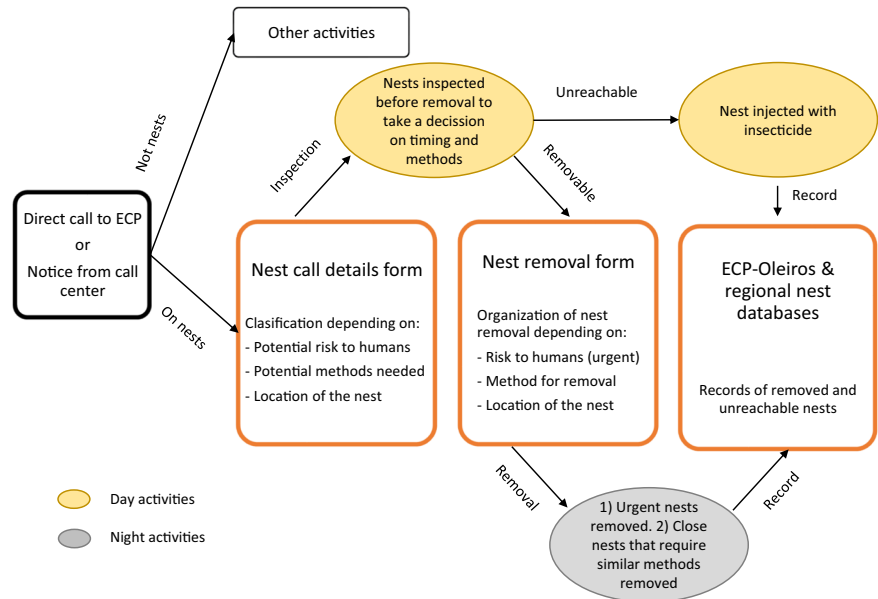 Other activities
Not nests
Direct call to ECP
or
Notice from call
center
On nests
Inspection
Nests inspected
before removal to
take a decission
on timing and
methods
Unreachable
Nest injected with
insecticide
Removable
Record
Nest call details form
Clasification depending on:
- Potential risk to humans
- Potential methods needed
- Location of the nest
Nest removal form
Organization of nest
removal depending on:
- Risk to humans (urgent)
- Method for removal
- Location of the nest
ECP-Oleiros &
regional nest
databases
Records of removed and
unreachable nests
Removal
1) Urgent nests
removed. 2) Close
nests that require
similar methods
removed
Record
Day activities
Night activities